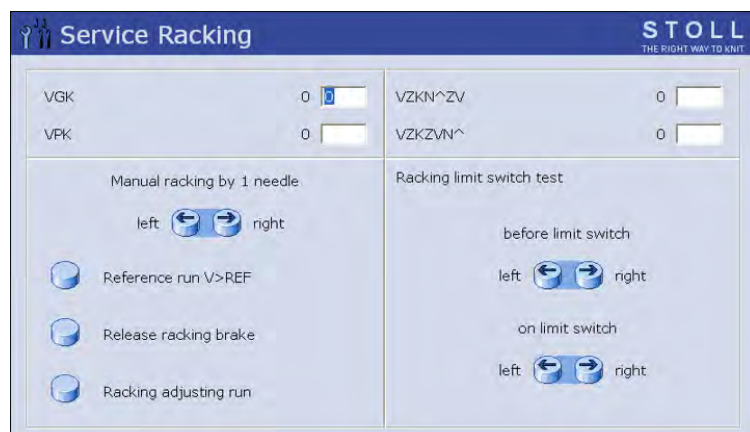 Service Racking
STOLL
THE RIGHT WAY TO KNIT
VGK 0 0
VPK 0
VZKN^ZV 0
VZKZVN^ 0
Manual racking by 1 needle
left right
Reference run V>REF
Release racking brake
Racking adjusting run
Racking limit switch test
before limit switch
left right
on limit switch
left right